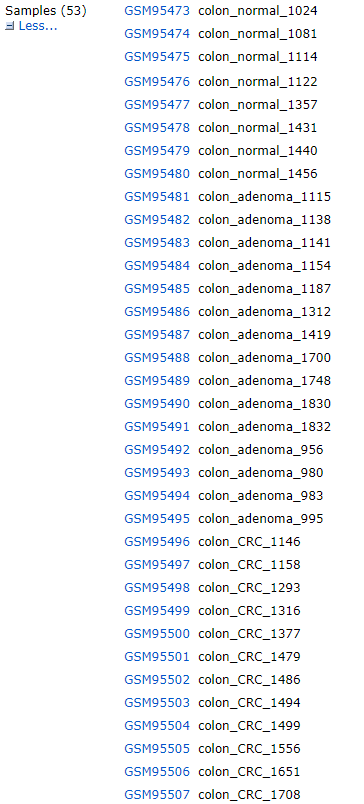 Samples (53)
Less...
GSM95473 colon_normal_1024
GSM95474 colon_normal_1081
GSM95475 colon_normal_1114
GSM95476 colon_normal_1122
GSM95477 colon_normal_1357
GSM95478 colon_normal_1431
GSM95479 colon_normal_1440
GSM95480 colon_normal_1456
GSM95481 colon_adenoma_1115
GSM95482 colon_adenoma_1138
GSM95483 colon_adenoma_1141
GSM95484 colon_adenoma_1154
GSM95485 colon_adenoma_1187
GSM95486 colon_adenoma_1312
GSM95487 colon_adenoma_1419
GSM95488 colon_adenoma_1700
GSM95489 colon_adenoma_1748
GSM95490 colon_adenoma_1830
GSM95491 colon_adenoma_1832
GSM95492 colon_adenoma_956
GSM95493 colon_adenoma_980
GSM95494 colon_adenoma_983
GSM95495 colon_adenoma_995
GSM95496 colon_CRC_1146
GSM95497 colon_CRC_1158
GSM95498 colon_CRC_1293
GSM95499 colon_CRC_1316
GSM95500 colon_CRC_1377
GSM95501 colon_CRC_1479
GSM95502 colon_CRC_1486
GSM95503 colon_CRC_1494
GSM95504 colon_CRC_1499
GSM95505 colon_CRC_1556
GSM95506 colon_CRC_1651
GSM95507 colon_CRC_1708